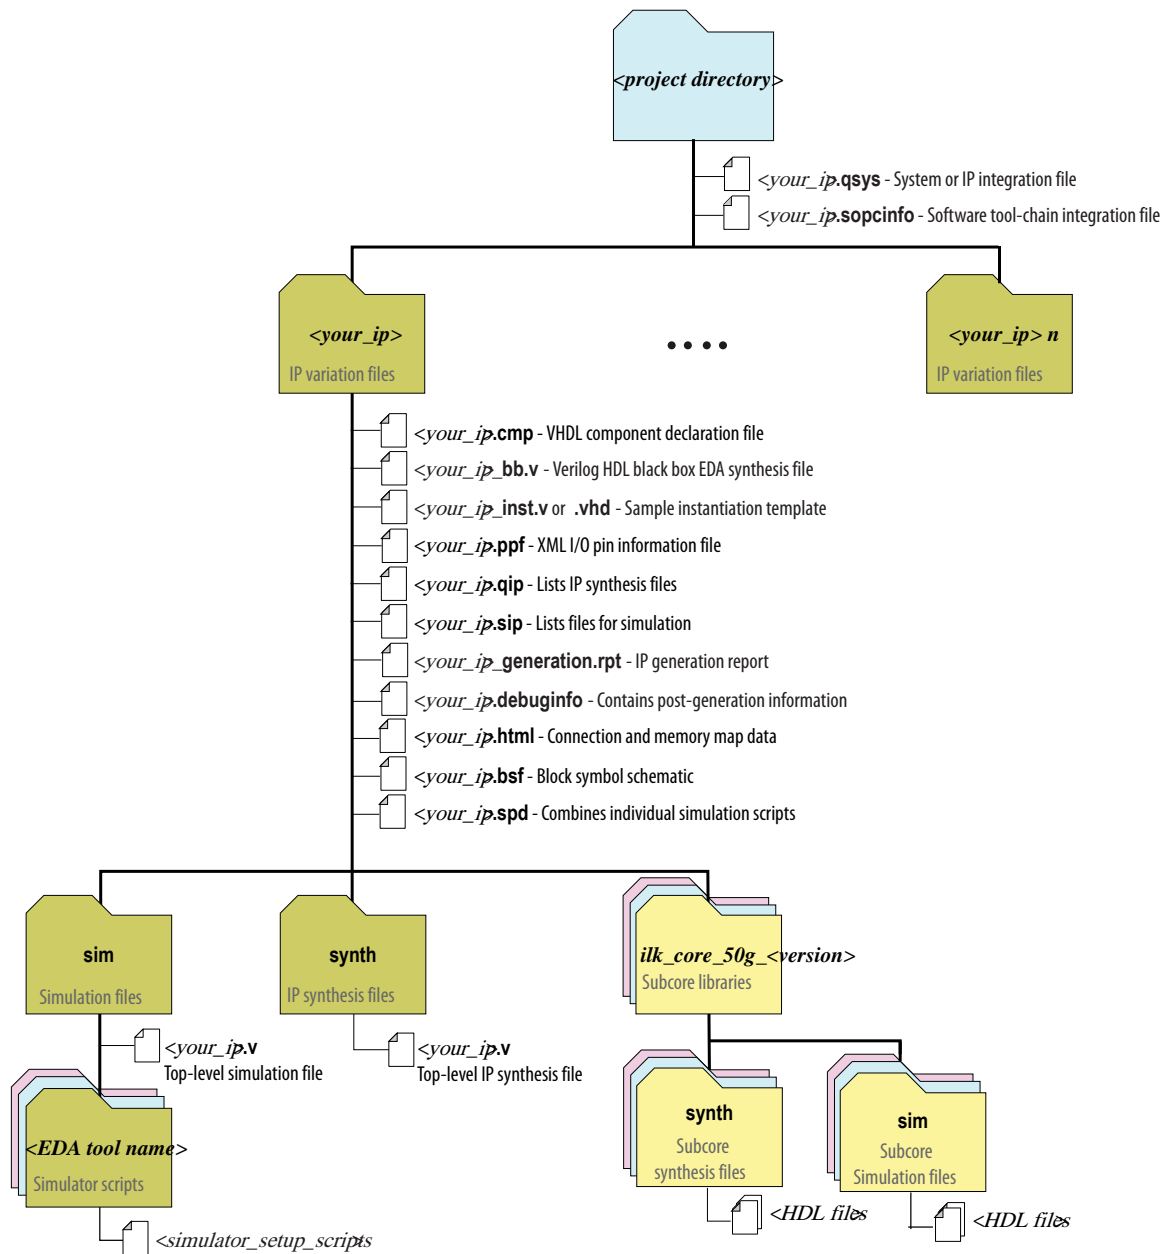 <project directory>
<your_ip>.qsys - System or IP integration file
<your_ip>.sopcinfo - Software tool-chain integration file
<your_ip>
IP variation files
. . . .
<your_ip> n
IP variation files
<your_ip>.cmp - VHDL component declaration file
<your_ip>_bb.v - Verilog HDL black box EDA synthesis file
<your_ip>_inst.v or .vhd - Sample instantiation template
<your_ip>.ppf - XML I/O pin information file
<your_ip>.qip - Lists IP synthesis files
<your_ip>.sip - Lists files for simulation
<your_ip>_generation.rpt - IP generation report
<your_ip>.debuginfo - Contains post-generation information
<your_ip>.html - Connection and memory map data
<your_ip>.bsf - Block symbol schematic
<your_ip>.spd - Combines individual simulation scripts
sim
Simulation files
synth
IP synthesis files
ilk_core_50g_<version>
Subcore libraries
<your_ip>.v
Top-level simulation file
<your_ip>.v
Top-level IP synthesis file
<EDA tool name>
Simulator scripts
<simulator_setup_scripts>
synth
Subcore
synthesis files
<HDL files>
sim
Subcore
Simulation files
<HDL files>